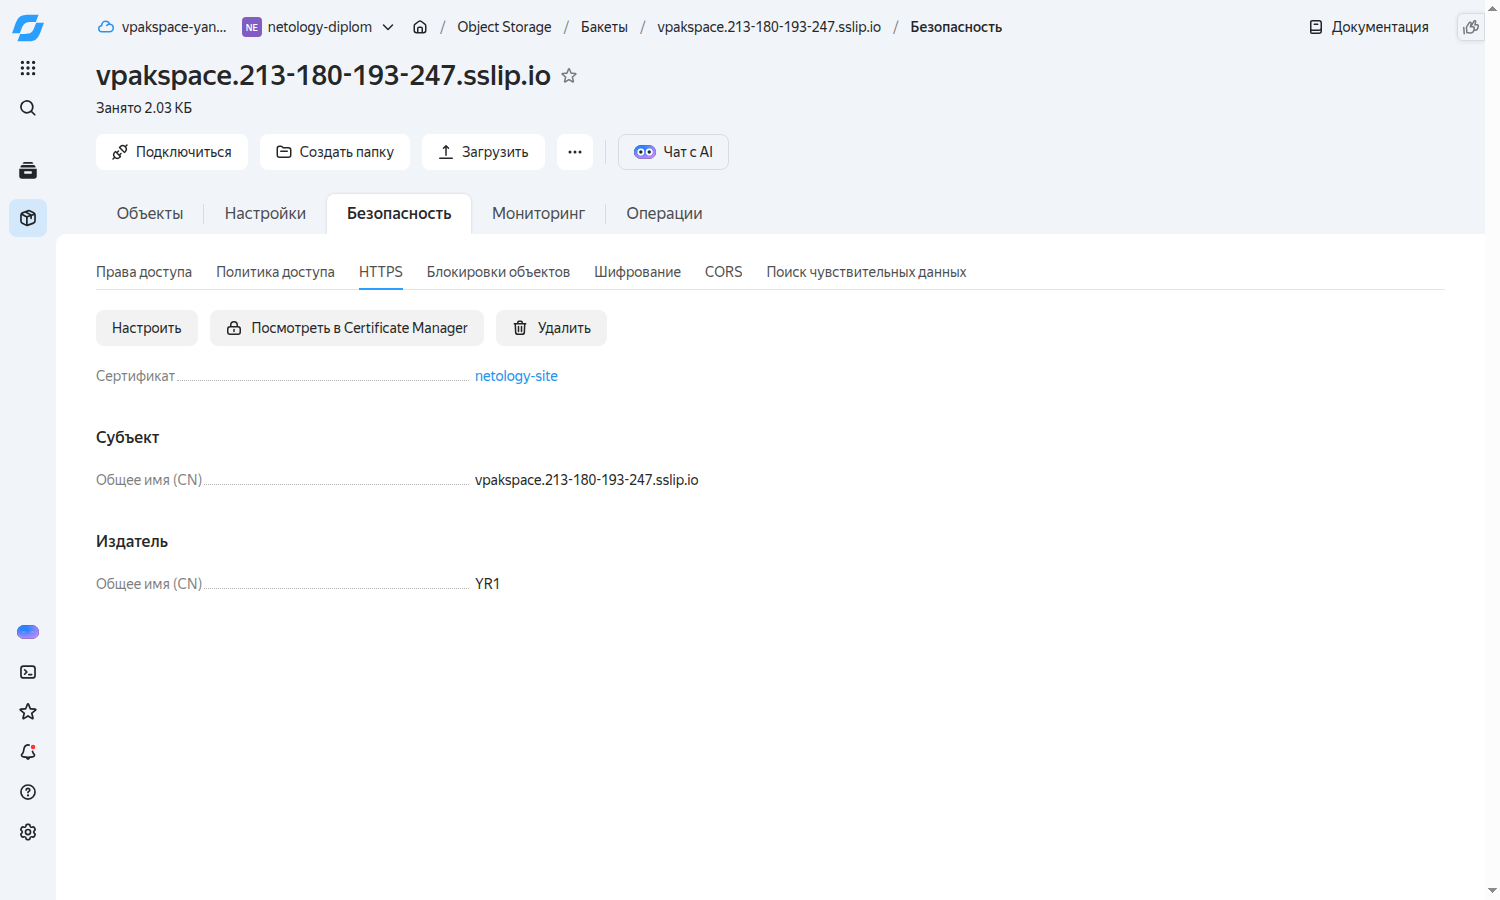 vpakspace-yan... NE netology-diplom / Object Storage / Бакеты / vpakspace.213-180-193-247.sslip.io / Безопасность Документация
vpakspace.213-180-193-247.sslip.io
Занято 2.03 КБ
Подключиться Создать папку Загрузить Чат с AI
Объекты Настройки Безопасность Мониторинг Операции
Права доступа Политика доступа HTTPS Блокировки объектов Шифрование CORS Поиск чувствительных данных
Настроить Посмотреть в Certificate Manager Удалить
Сертификат netology-site
Субъект
Общее имя (CN) vpakspace.213-180-193-247.sslip.io
Издатель
Общее имя (CN) YR1